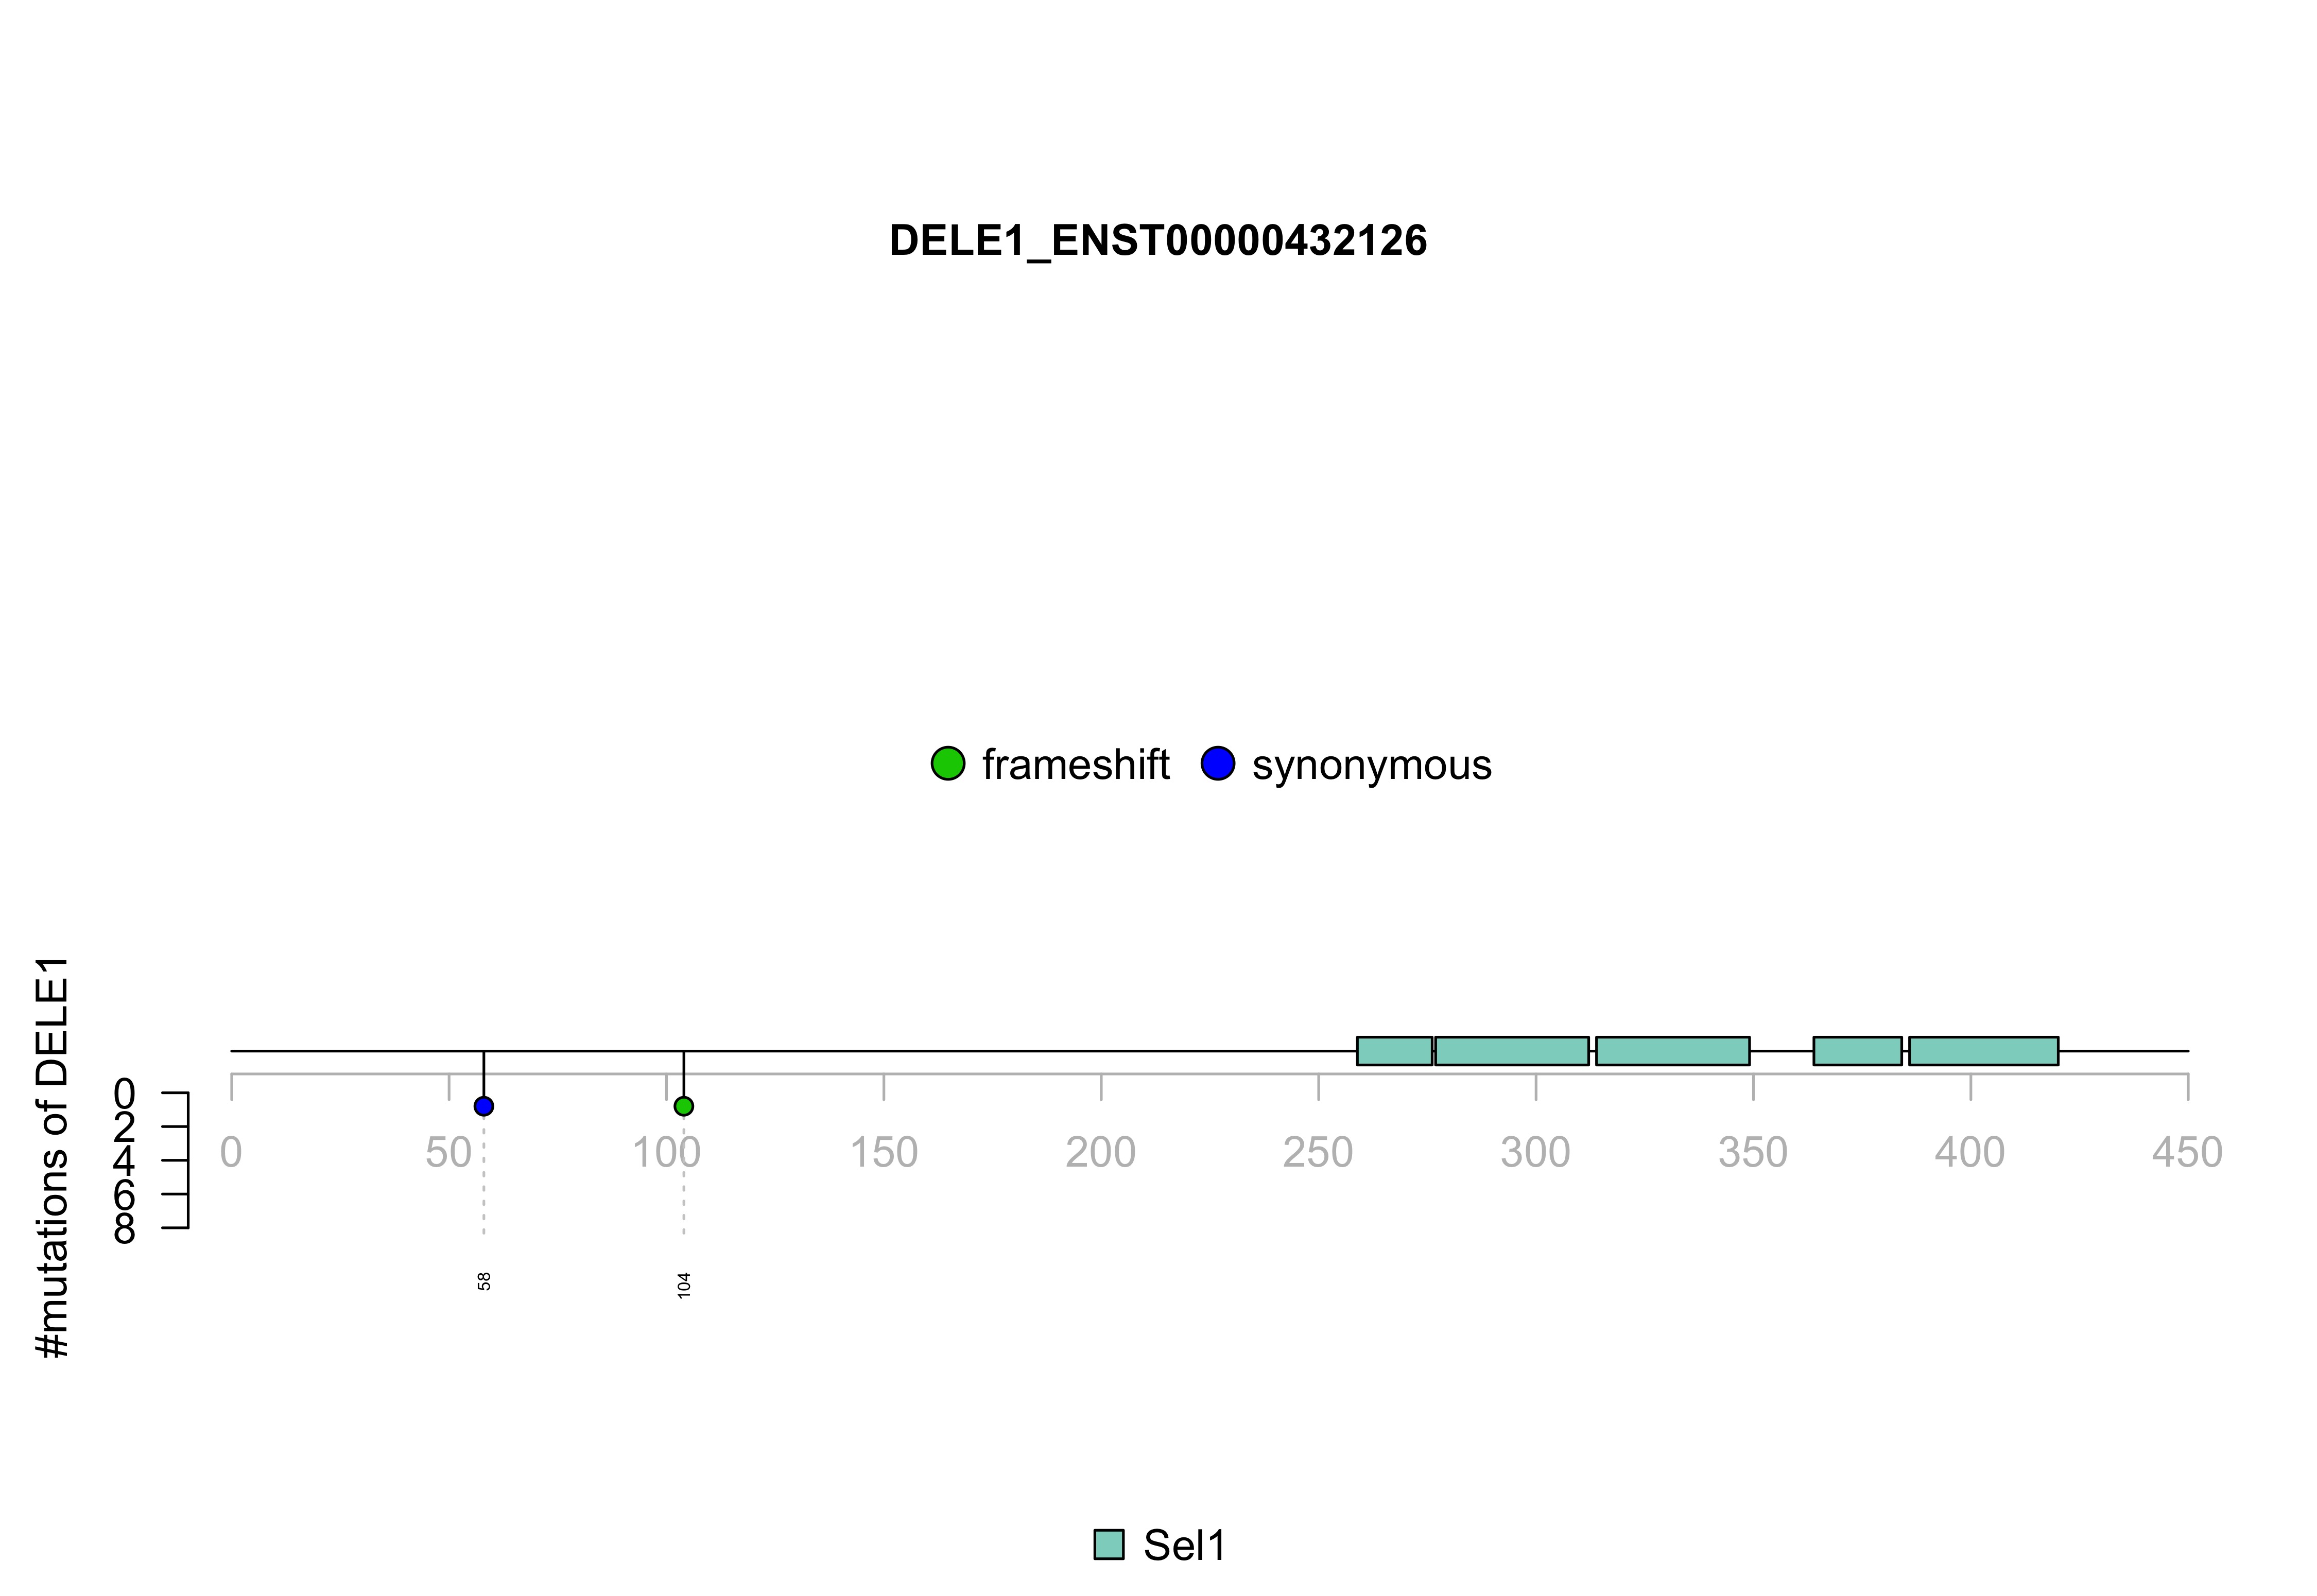 DELE1_ENST00000432126
frameshift synonymous
#mutations of DELE1
0
2
4
6
8
0 50 100 150 200 250 300 350 400 450
58 104
Sel1